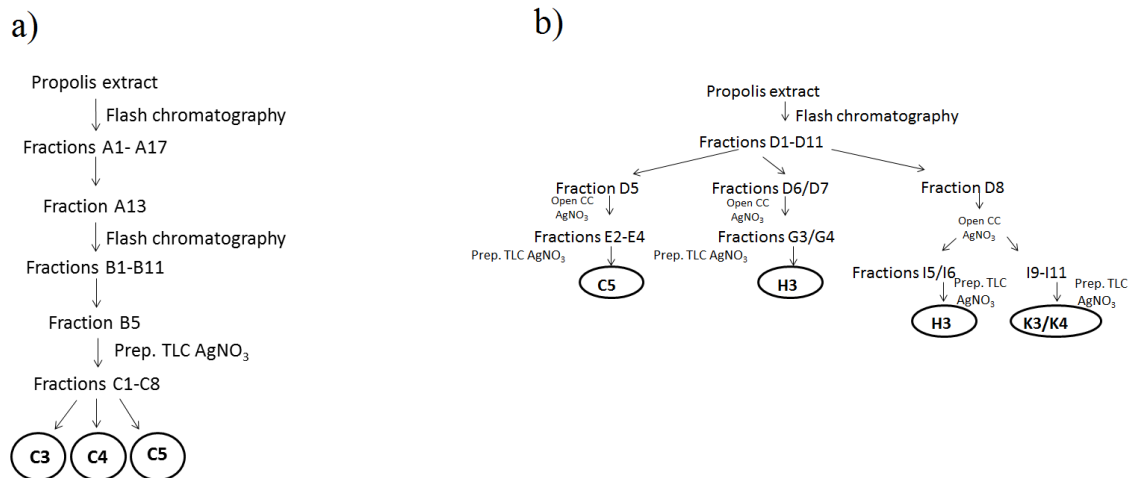 a)
Propolis extract
Flash chromatography
Fractions A1- A17
Fraction A13
Flash chromatography
Fractions B1-B11
Fraction B5
Prep. TLC AgNO₃
Fractions C1-C8
C3 C4 C5
b)
Propolis extract
Flash chromatography
Fractions D1-D11
Fraction D5 Fractions D6/D7 Fraction D8
Open CC
AgNO₃
Open CC
AgNO₃
Open CC
AgNO₃
Fractions E2-E4 Fractions G3/G4
Prep. TLC AgNO₃ Prep. TLC AgNO₃
C5 H3
Fractions I5/I6 I9-I11
Prep. TLC
AgNO₃
Prep. TLC
AgNO₃
H3 K3/K4